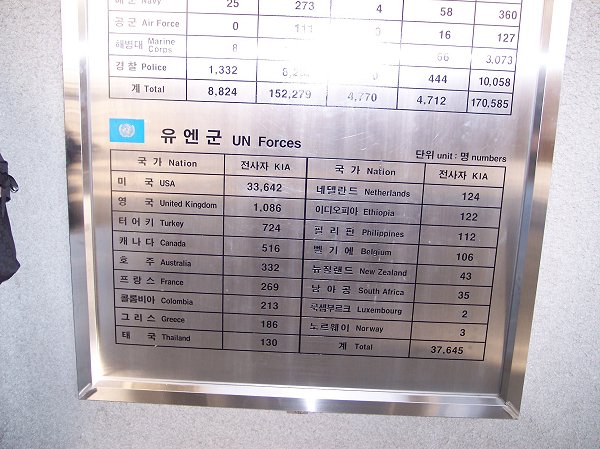 Navy 25 273 4 58 360
공 군 Air Force 0 0 16 127
해병대 Marine Corps 8 66 3,073
경 찰 Police 1,332 0 444 10,058
계 Total 8,824 152,279 4,770 4,712 170,585
유엔군 UN Forces
단위 unit : 명 numbers
국 가 Nation 전사자 KIA 국 가 Nation 전사자 KIA
미 국 USA 33,642 네덜란드 Netherlands 124
영 국 United Kingdom 1,086 이디오피아 Ethiopia 122
터 어 키 Turkey 724 필 리 핀 Philippines 112
캐 나 다 Canada 516 벨 기 에 Belgium 106
호 주 Australia 332 뉴질랜드 New Zealand 43
프 랑 스 France 269 남 아 공 South Africa 35
콜롬비아 Colombia 213 룩셈부르크 Luxembourg 2
그 리 스 Greece 186 노르웨이 Norway 3
태 국 Thailand 130 계 Total 37,645